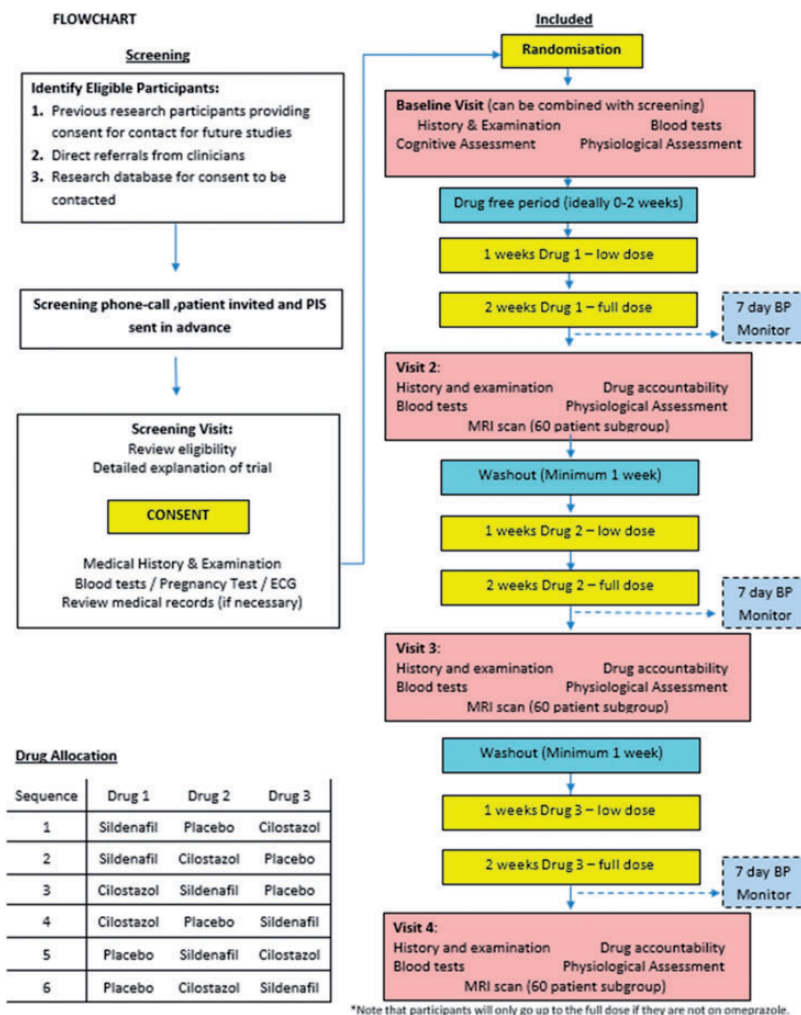 FLOWCHART
Screening
Identify Eligible Participants:
1. Previous research participants providing
consent for contact for future studies
2. Direct referrals from clinicians
3. Research database for consent to be
contacted
Screening phone-call ,patient invited and PIS
sent in advance
Screening Visit:
Review eligibility
Detailed explanation of trial
CONSENT
Medical History & Examination
Blood tests / Pregnancy Test / ECG
Review medical records (if necessary)
Included
Randomisation
Baseline Visit (can be combined with screening)
History & Examination Blood tests
Cognitive Assessment Physiological Assessment
Drug free period (ideally 0-2 weeks)
1 weeks Drug 1 – low dose
2 weeks Drug 1 – full dose
7 day BP
Monitor
Visit 2:
History and examination Drug accountability
Blood tests Physiological Assessment
MRI scan (60 patient subgroup)
Washout (Minimum 1 week)
1 weeks Drug 2 – low dose
2 weeks Drug 2 – full dose
7 day BP
Monitor
Visit 3:
History and examination Drug accountability
Blood tests Physiological Assessment
MRI scan (60 patient subgroup)
Washout (Minimum 1 week)
1 weeks Drug 3 – low dose
2 weeks Drug 3 – full dose
7 day BP
Monitor
Visit 4:
History and examination Drug accountability
Blood tests Physiological Assessment
MRI scan (60 patient subgroup)
*Note that participants will only go up to the full dose if they are not on omeprazole.
Drug Allocation
Sequence Drug 1 Drug 2 Drug 3
1 Sildenafil Placebo Cilostazol
2 Sildenafil Cilostazol Placebo
3 Cilostazol Sildenafil Placebo
4 Cilostazol Placebo Sildenafil
5 Placebo Sildenafil Cilostazol
6 Placebo Cilostazol Sildenafil